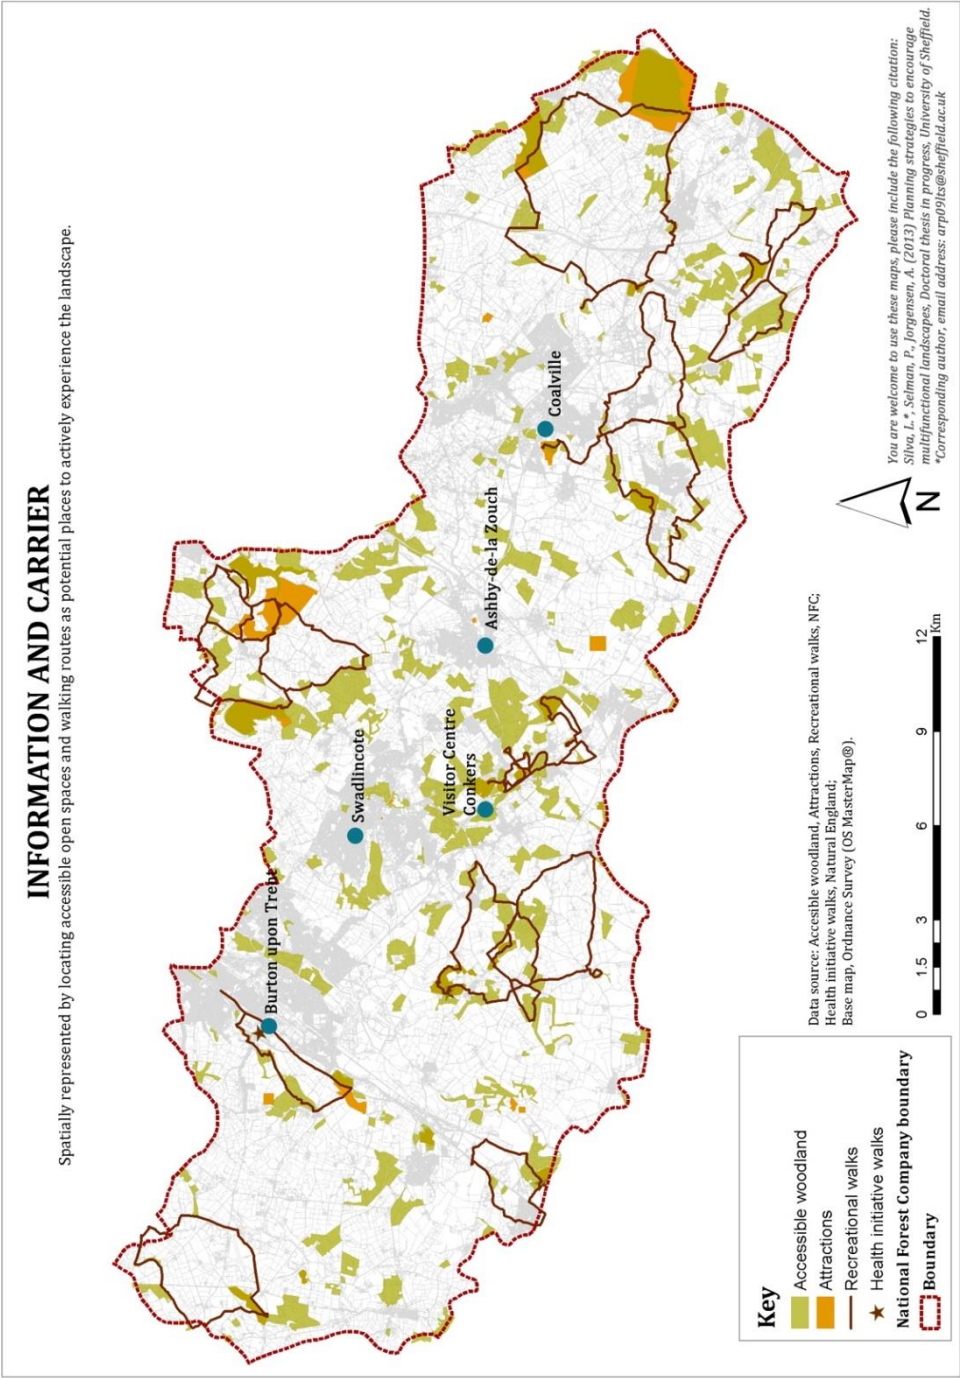 INFORMATION AND CARRIER
Spatially represented by locating accessible open spaces and walking routes as potential places to actively experience the landscape.
Burton upon Trent
Swadlincote
Visitor Centre
Conkers
Ashby-de-la Zouch
Coalville
Key
Accessible woodland
Attractions
Recreational walks
Health initiative walks
National Forest Company boundary
Boundary
Data source: Accesible woodland, Attractions, Recreational walks, NFC;
Health initiative walks, Natural England;
Base map, Ordnance Survey (OS MasterMap®).
0 1.5 3 6 9 12
Km
N
You are welcome to use these maps, please include the following citation:
Silva, L.*, Selman, P., Jorgensen, A. (2013) Planning strategies to encourage
multifunctional landscapes, Doctoral thesis in progress, University of Sheffield.
*Corresponding author, email address: arp09lts@sheffield.ac.uk